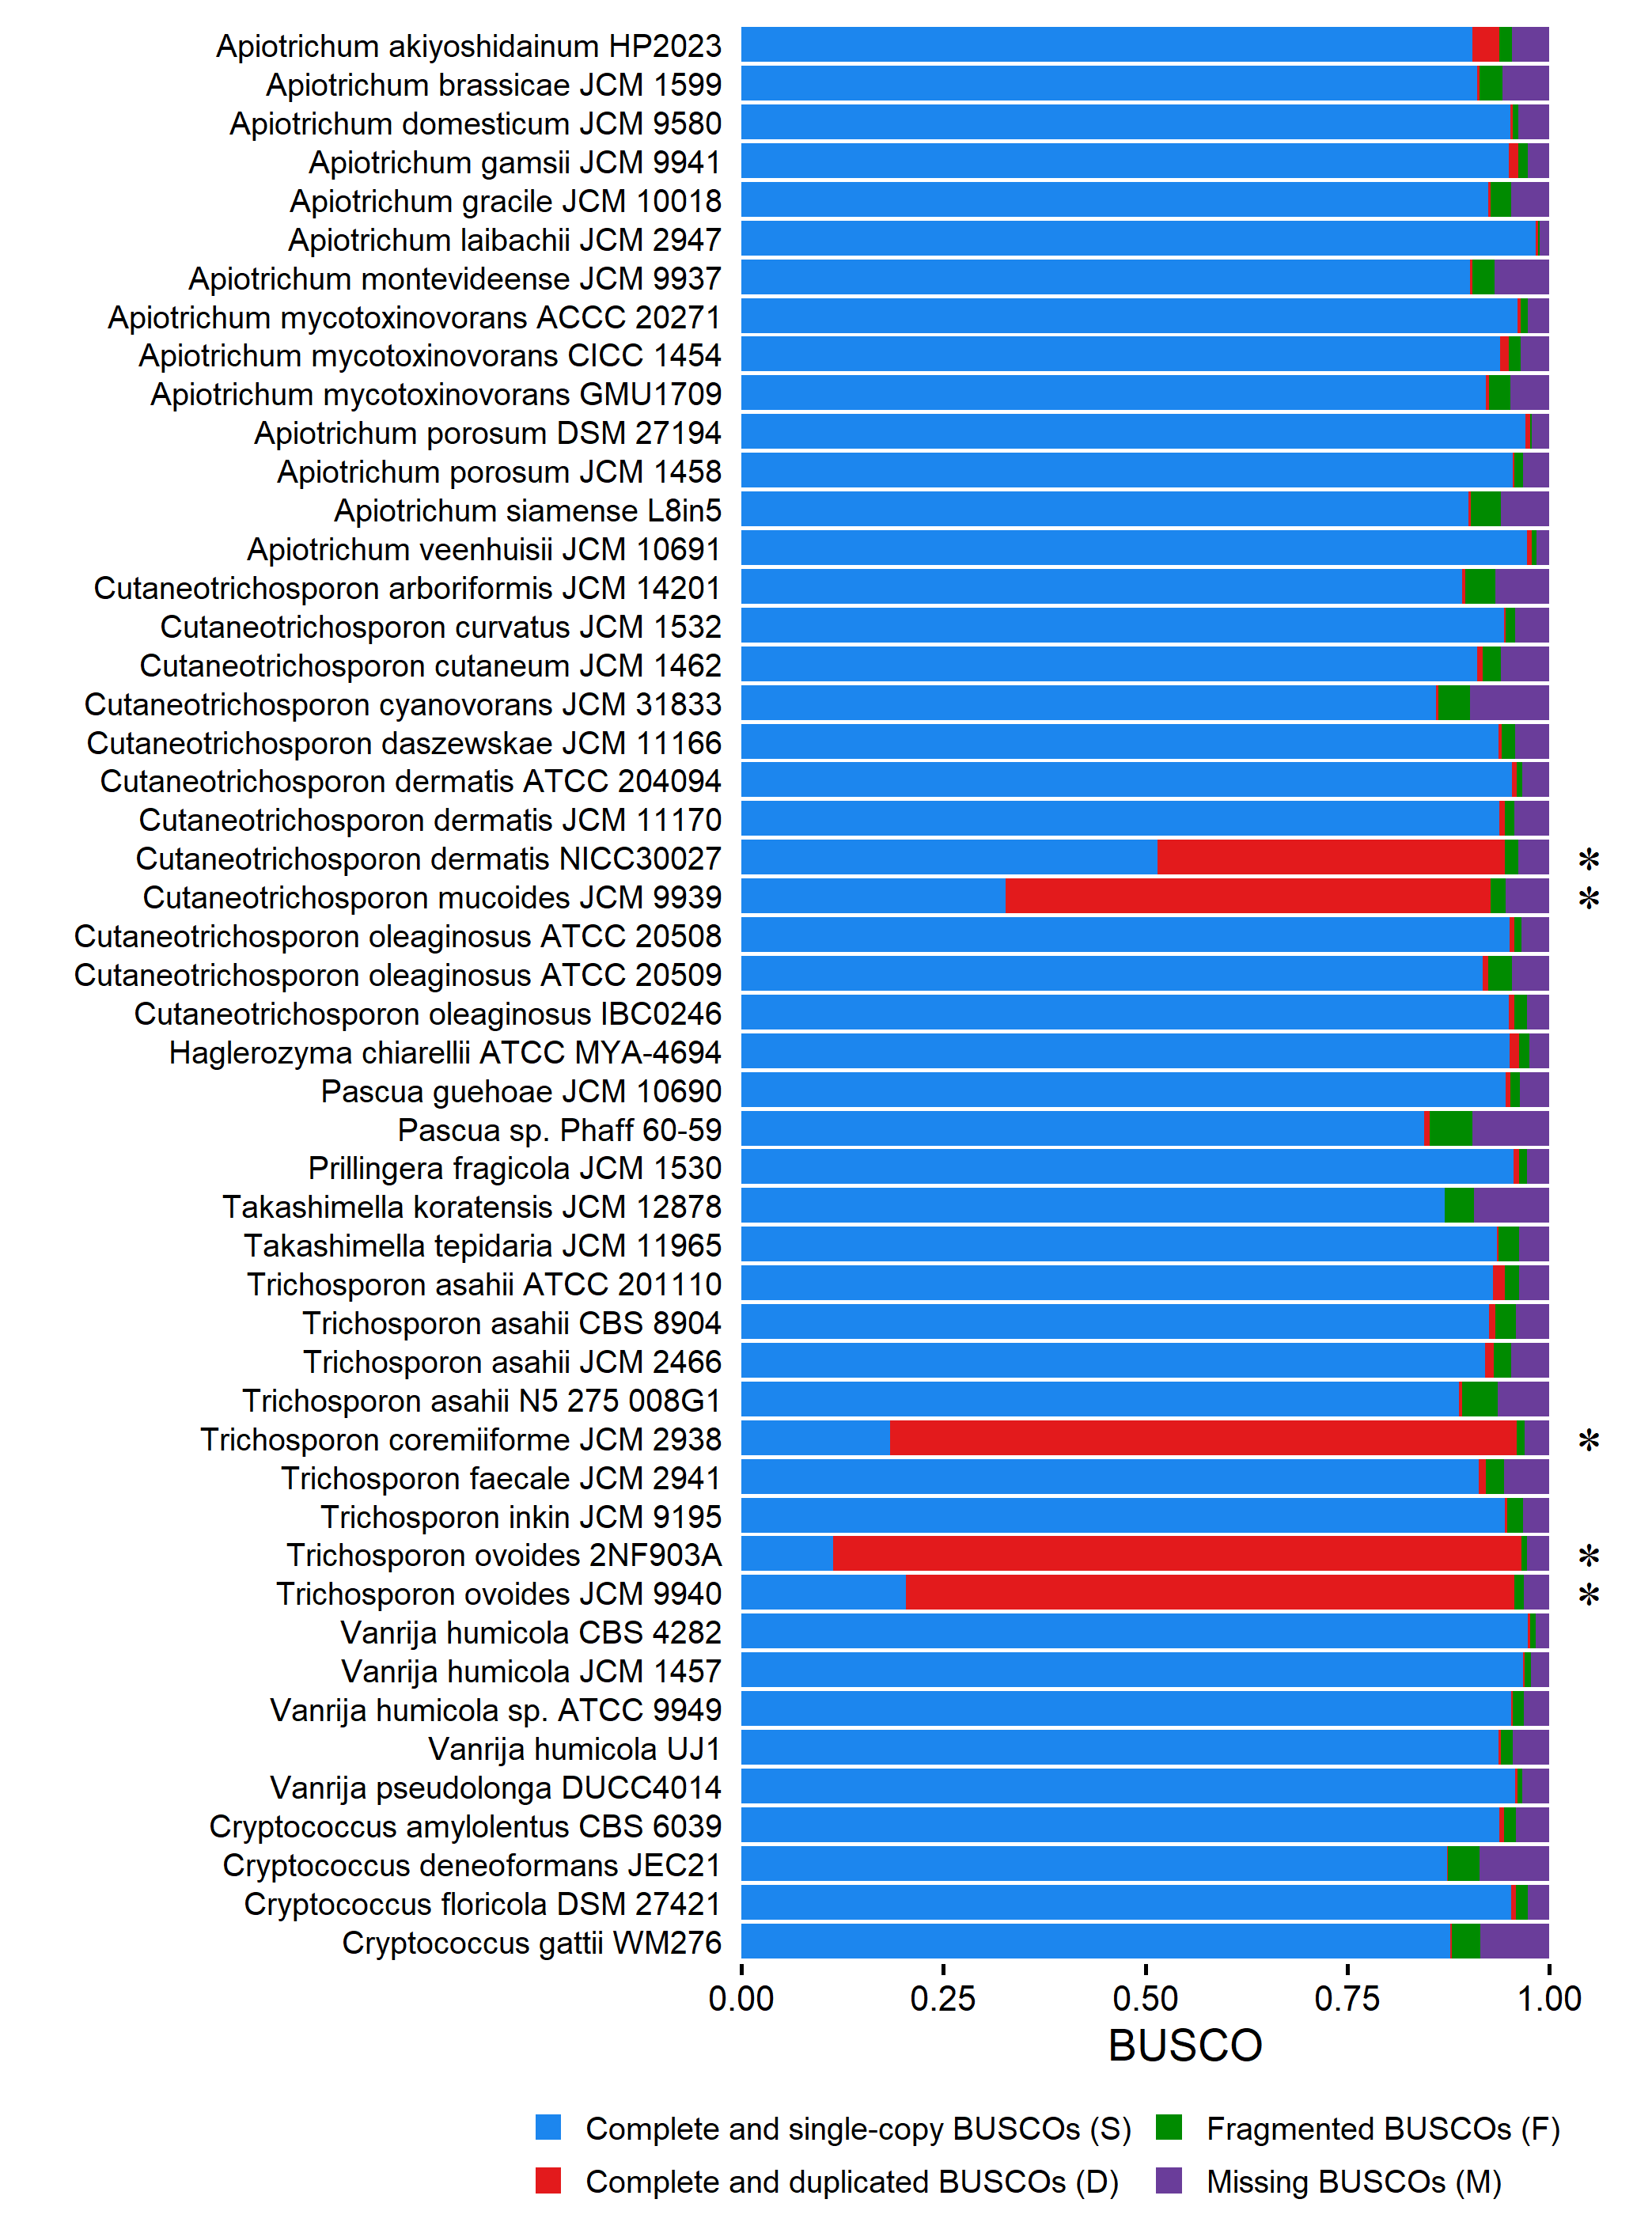 Apiotrichum akiyoshidainum HP2023
Apiotrichum brassicae JCM 1599
Apiotrichum domesticum JCM 9580
Apiotrichum gamsii JCM 9941
Apiotrichum gracile JCM 10018
Apiotrichum laibachii JCM 2947
Apiotrichum montevideense JCM 9937
Apiotrichum mycotoxinovorans ACCC 20271
Apiotrichum mycotoxinovorans CICC 1454
Apiotrichum mycotoxinovorans GMU1709
Apiotrichum porosum DSM 27194
Apiotrichum porosum JCM 1458
Apiotrichum siamense L8in5
Apiotrichum veenhuisii JCM 10691
Cutaneotrichosporon arboriformis JCM 14201
Cutaneotrichosporon curvatus JCM 1532
Cutaneotrichosporon cutaneum JCM 1462
Cutaneotrichosporon cyanovorans JCM 31833
Cutaneotrichosporon daszewskae JCM 11166
Cutaneotrichosporon dermatis ATCC 204094
Cutaneotrichosporon dermatis JCM 11170
Cutaneotrichosporon dermatis NICC30027 *
Cutaneotrichosporon mucoides JCM 9939 *
Cutaneotrichosporon oleaginosus ATCC 20508
Cutaneotrichosporon oleaginosus ATCC 20509
Cutaneotrichosporon oleaginosus IBC0246
Haglerozyma chiarellii ATCC MYA-4694
Pascua guehoae JCM 10690
Pascua sp. Phaff 60-59
Prillingera fragicola JCM 1530
Takashimella koratensis JCM 12878
Takashimella tepidaria JCM 11965
Trichosporon asahii ATCC 201110
Trichosporon asahii CBS 8904
Trichosporon asahii JCM 2466
Trichosporon asahii N5 275 008G1
Trichosporon coremiiforme JCM 2938 *
Trichosporon faecale JCM 2941
Trichosporon inkin JCM 9195
Trichosporon ovoides 2NF903A *
Trichosporon ovoides JCM 9940 *
Vanrija humicola CBS 4282
Vanrija humicola JCM 1457
Vanrija humicola sp. ATCC 9949
Vanrija humicola UJ1
Vanrija pseudolonga DUCC4014
Cryptococcus amylolentus CBS 6039
Cryptococcus deneoformans JEC21
Cryptococcus floricola DSM 27421
Cryptococcus gattii WM276
0.00 0.25 0.50 0.75 1.00
BUSCO
Complete and single-copy BUSCOs (S) Fragmented BUSCOs (F)
Complete and duplicated BUSCOs (D) Missing BUSCOs (M)